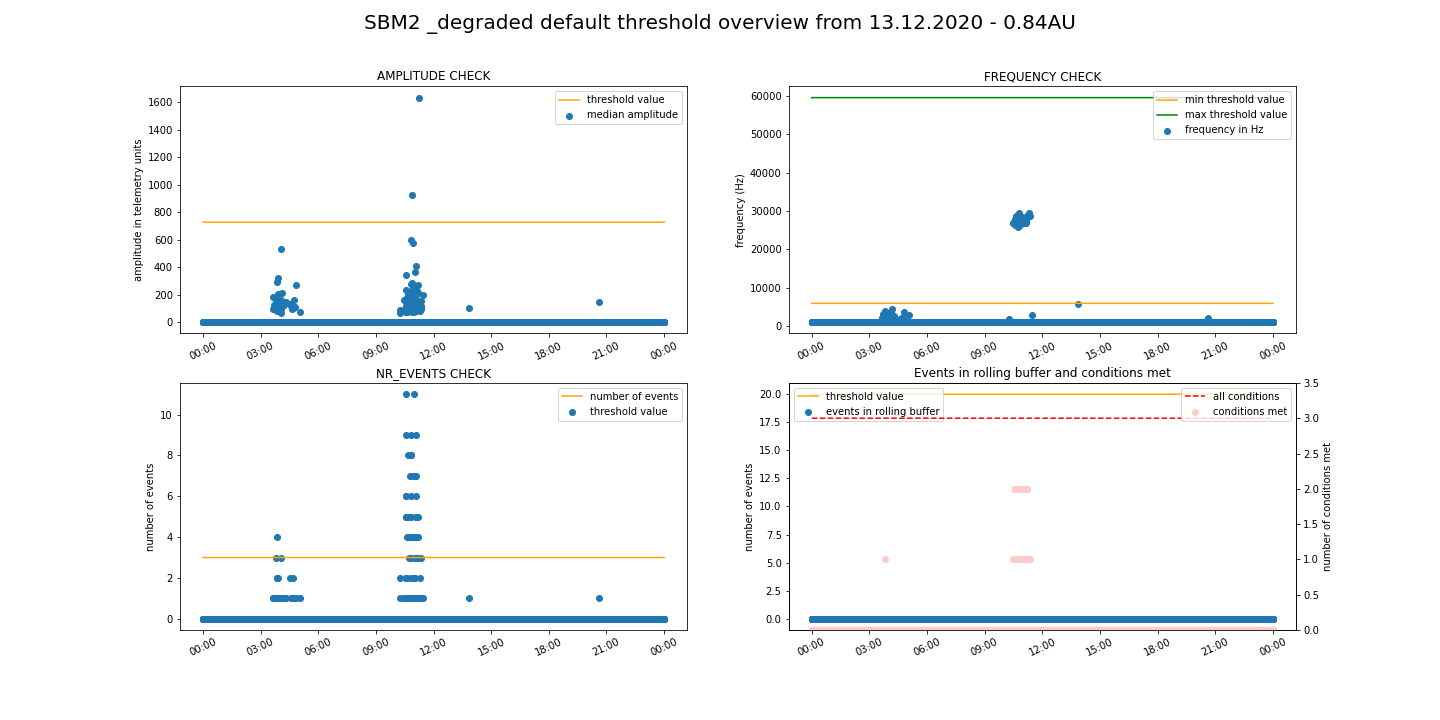 SBM2 _degraded default threshold overview from 13.12.2020 - 0.84AU
AMPLITUDE CHECK
amplitude in telemetry units
1600
1400
1200
1000
800
600
400
200
0
threshold value
median amplitude
00:00 03:00 06:00 09:00 12:00 15:00 18:00 21:00 00:00
FREQUENCY CHECK
frequency (Hz)
60000
50000
40000
30000
20000
10000
0
min threshold value
max threshold value
frequency in Hz
00:00 03:00 06:00 09:00 12:00 15:00 18:00 21:00 00:00
NR_EVENTS CHECK
number of events
10
8
6
4
2
0
number of events
threshold value
00:00 03:00 06:00 09:00 12:00 15:00 18:00 21:00 00:00
Events in rolling buffer and conditions met
number of events
20.0
17.5
15.0
12.5
10.0
7.5
5.0
2.5
0.0
threshold value
events in rolling buffer
all conditions
conditions met
3.5
3.0
2.5
2.0
1.5
1.0
0.5
0.0
number of conditions met
00:00 03:00 06:00 09:00 12:00 15:00 18:00 21:00 00:00